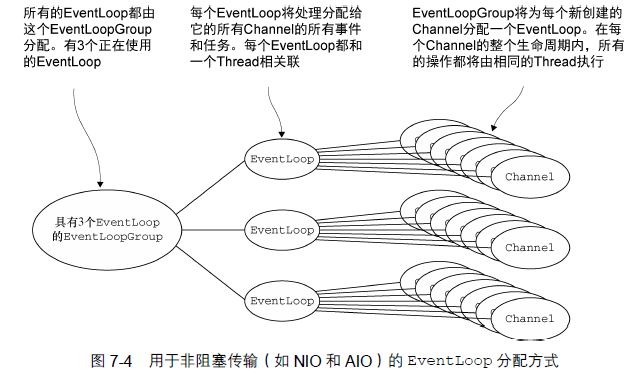 所有的EventLoop都由
这个EventLoopGroup
分配。有3个正在使用
的EventLoop
每个EventLoop将处理分配给
它的所有Channel的所有事件
和任务。每个EventLoop都和
一个Thread相关联
EventLoopGroup将为每个新创建的
Channel分配一个EventLoop。在每
个Channel的整个生命周期内，所有
的操作都将由相同的Thread执行
具有3个EventLoop
的EventLoopGroup
EventLoop
Channel
EventLoop
Channel
EventLoop
Channel
图 7-4 用于非阻塞传输（如 NIO 和 AIO）的 EventLoop 分配方式